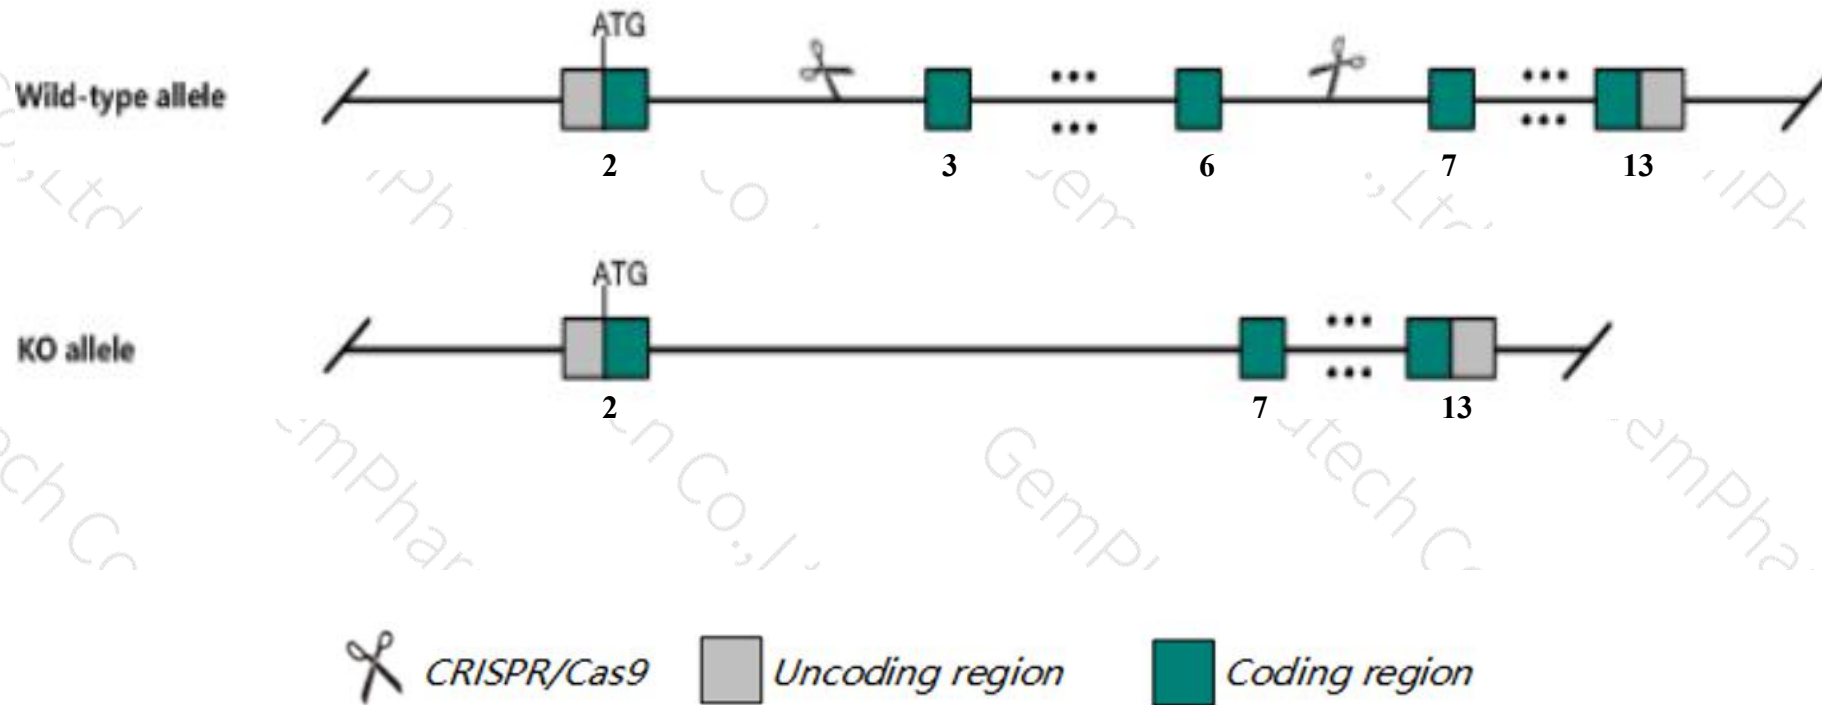 ATG
Wild-type allele
2 3 6 7 13
ATG
KO allele
2 7 13
GemPh
CRISPR/Cas9 Uncoding region Coding region